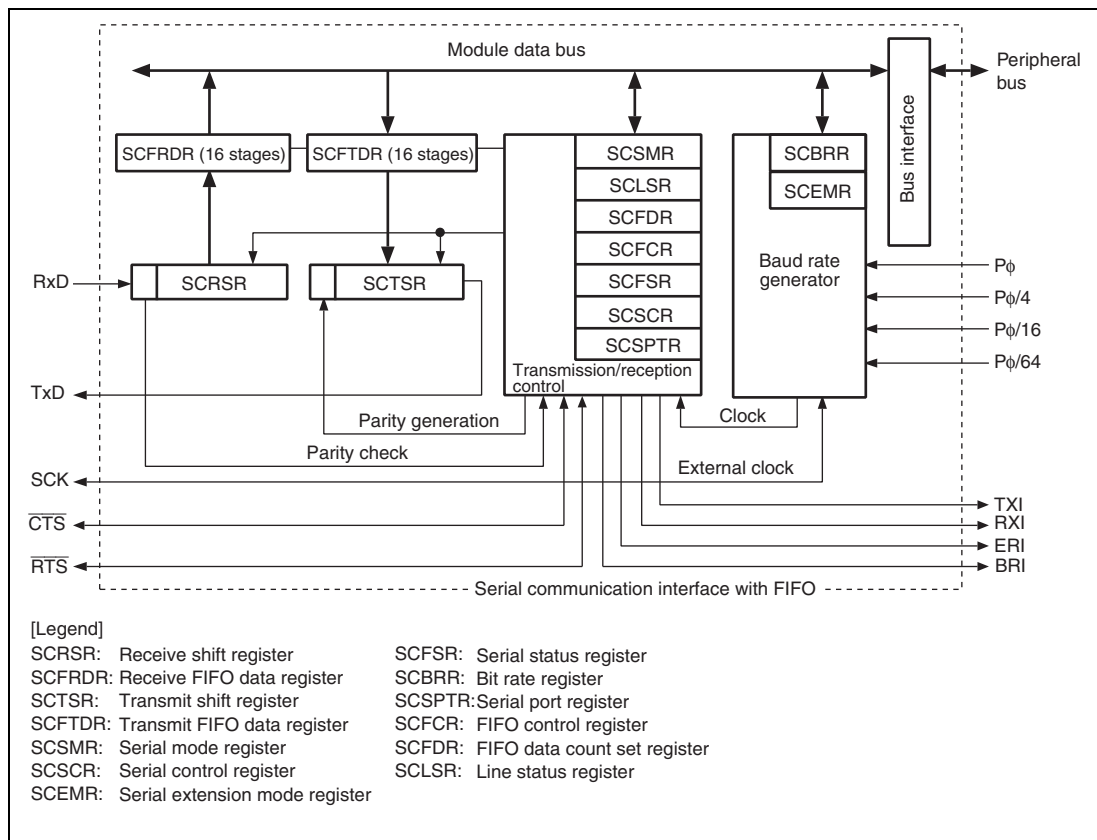 Module data bus
Peripheral
bus
Bus interface
SCFRDR (16 stages)
SCFTDR (16 stages)
SCSMR
SCLSR
SCFDR
SCFCR
SCFSR
SCSCR
SCSPTR
Transmission/reception
control
SCBRR
SCEMR
Baud rate
generator
RxD
SCRSR
SCTSR
Pϕ
Pϕ/4
Pϕ/16
Pϕ/64
TxD
Parity generation
Clock
Parity check
External clock
SCK
CTS
RTS
TXI
RXI
ERI
BRI
Serial communication interface with FIFO
[Legend]
SCRSR: Receive shift register
SCFRDR: Receive FIFO data register
SCTSR: Transmit shift register
SCFTDR: Transmit FIFO data register
SCSMR: Serial mode register
SCSCR: Serial control register
SCEMR: Serial extension mode register
SCFSR: Serial status register
SCBRR: Bit rate register
SCSPTR: Serial port register
SCFCR: FIFO control register
SCFDR: FIFO data count set register
SCLSR: Line status register